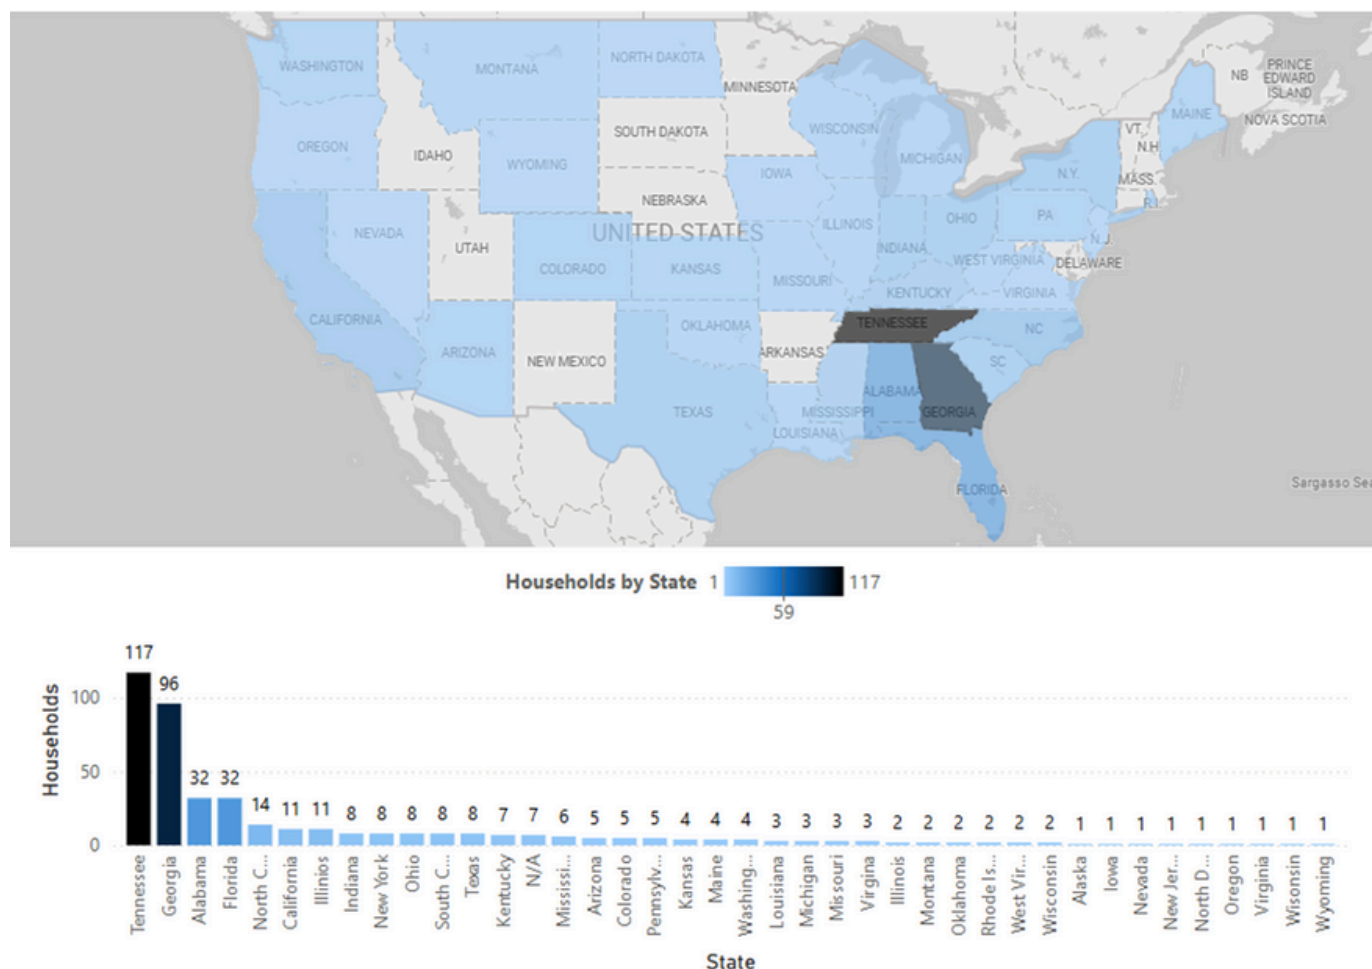 WASHINGTON
MONTANA
NORTH DAKOTA
MINNESOTA
NB
PRINCE
EDWARD
ISLAND
NOVA SCOTIA
MAINE
OREGON
IDAHO
WYOMING
SOUTH DAKOTA
WISCONSIN
MICHIGAN
VT.
N.H
N.Y.
MASS.
R.I.
NEBRASKA
IOWA
NEVADA
UTAH
UNITED STATES
ILLINOIS
INDIANA
OHIO
PA
N.J
COLORADO
KANSAS
MISSOURI
WEST VIRGINIA
DELAWARE
KENTUCKY
VIRGINIA
CALIFORNIA
ARIZONA
NEW MEXICO
OKLAHOMA
ARKANSAS
TENNESSEE
NC
SC
TEXAS
LOUISIANA
MISSISSIPPI
ALABAMA
GEORGIA
FLORIDA
Sargasso Sea
Households by State 1 117
59
Households
100
50
0
117 96 32 32 14 11 11 8 8 8 8 8 7 7 6 5 5 5 4 4 4 3 3 3 3 2 2 2 2 2 2 1 1 1 1 1 1 1 1 1
Tennessee
Georgia
Alabama
Florida
North C...
California
Illinios
Indiana
New York
Ohio
South C...
Texas
Kentucky
N/A
Mississi...
Arizona
Colorado
Pennsylv...
Kansas
Maine
Washing...
Louisiana
Michigan
Missouri
Virgina
Illinois
Montana
Oklahoma
Rhode Is...
West Vir...
Wisconsin
Alaska
Iowa
Nevada
New Jer...
North D...
Oregon
Virginia
Wisonsin
Wyoming
State